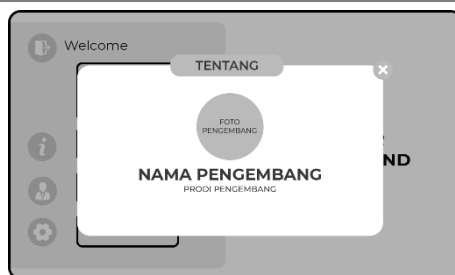 Welcome
TENTANG
FOTO
PENGEMBANG
ND
NAMA PENGEMBANG
PRODI PENGEMBANG